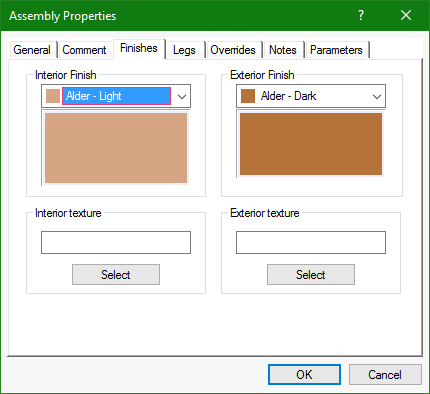 Assembly Properties ?
General Comment Finishes Legs Overrides Notes Parameters
Interior Finish Exterior Finish
Alder - Light Alder - Dark
Interior texture Exterior texture
Select Select
OK Cancel